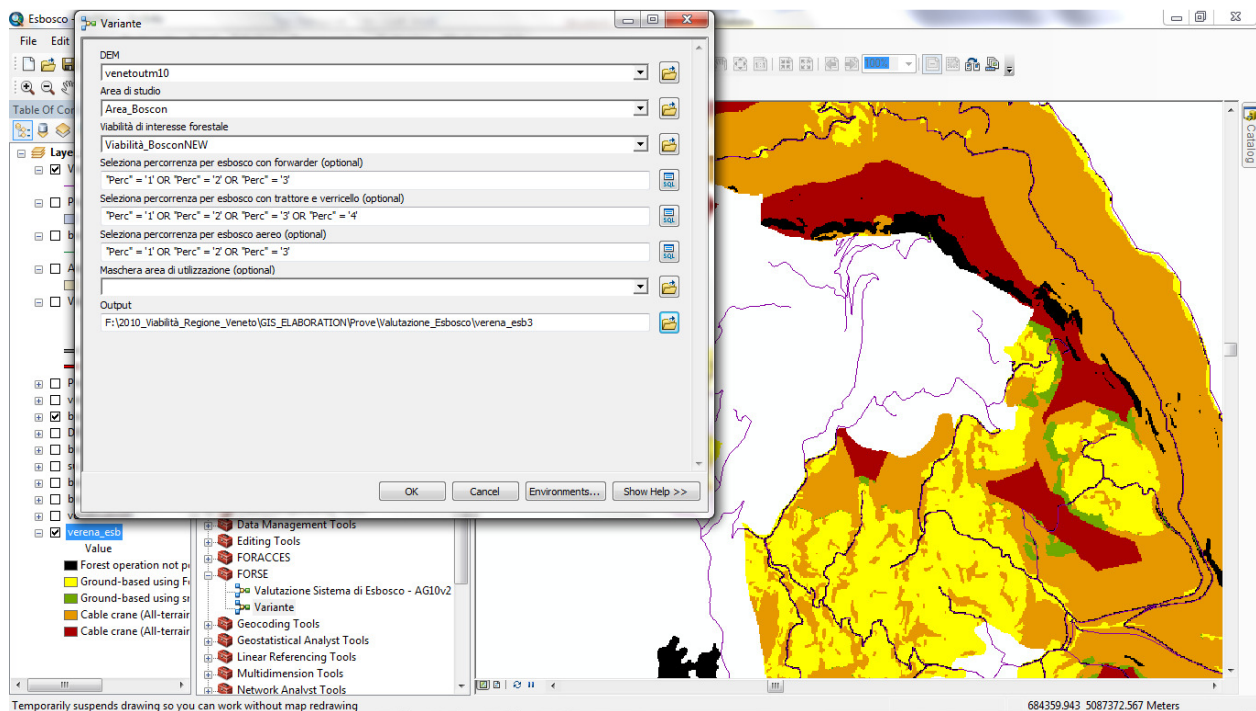 Esbosco -
Variante
File Edit
100%
Table Of Co
Laye
V
P
b
A
V
P
v
b
D
b
su
b
b
v
verena_esb
Value
Forest operation not p
Ground-based using F
Ground-based using s
Cable crane (All-terrain
Cable crane (All-terrain
DEM
venetoutm10
Area di studio
Area_Boscon
Viabilità di interesse forestale
Viabilità_BosconNEW
Seleziona percorrenza per esbosco con forwarder (optional)
"Perc" = '1' OR "Perc" = '2' OR "Perc" = '3'
SQL
Seleziona percorrenza per esbosco con trattore e verricello (optional)
"Perc" = '1' OR "Perc" = '2' OR "Perc" = '3' OR "Perc" = '4'
SQL
Seleziona percorrenza per esbosco aereo (optional)
"Perc" = '1' OR "Perc" = '2' OR "Perc" = '3'
SQL
Maschera area di utilizzazione (optional)
Output
F:\2010_Viabilità_Regione_Veneto\GIS_ELABORATION\Prove\Valutazione_Esbosco\verena_esb3
OK Cancel Environments... Show Help >>
Data Management Tools
Editing Tools
FORACCES
FORSE
Valutazione Sistema di Esbosco - AG10v2
Variante
Geocoding Tools
Geostatistical Analyst Tools
Linear Referencing Tools
Multidimension Tools
Network Analyst Tools
Catalog
Temporarily suspends drawing so you can work without map redrawing
684359.943 5087372.567 Meters